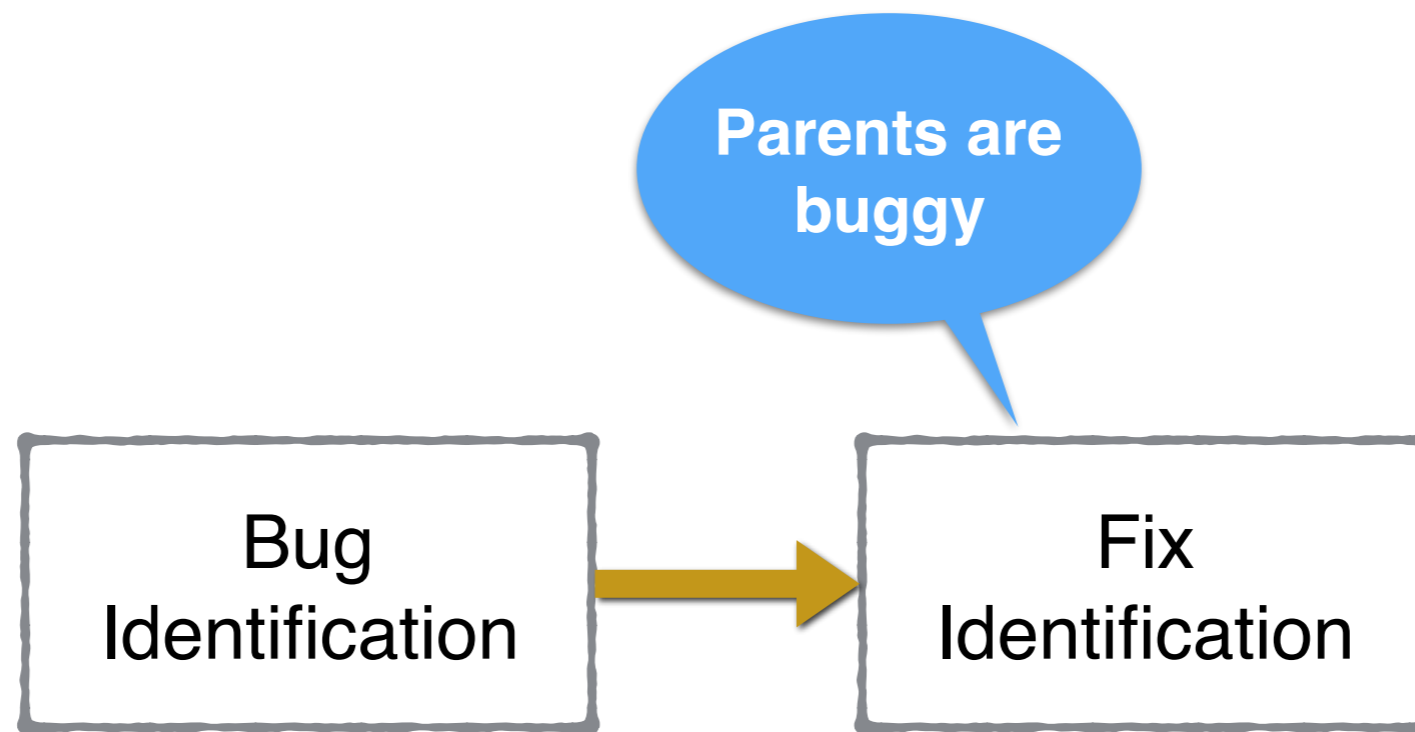 Parents are
buggy
Bug
Identification
Fix
Identification